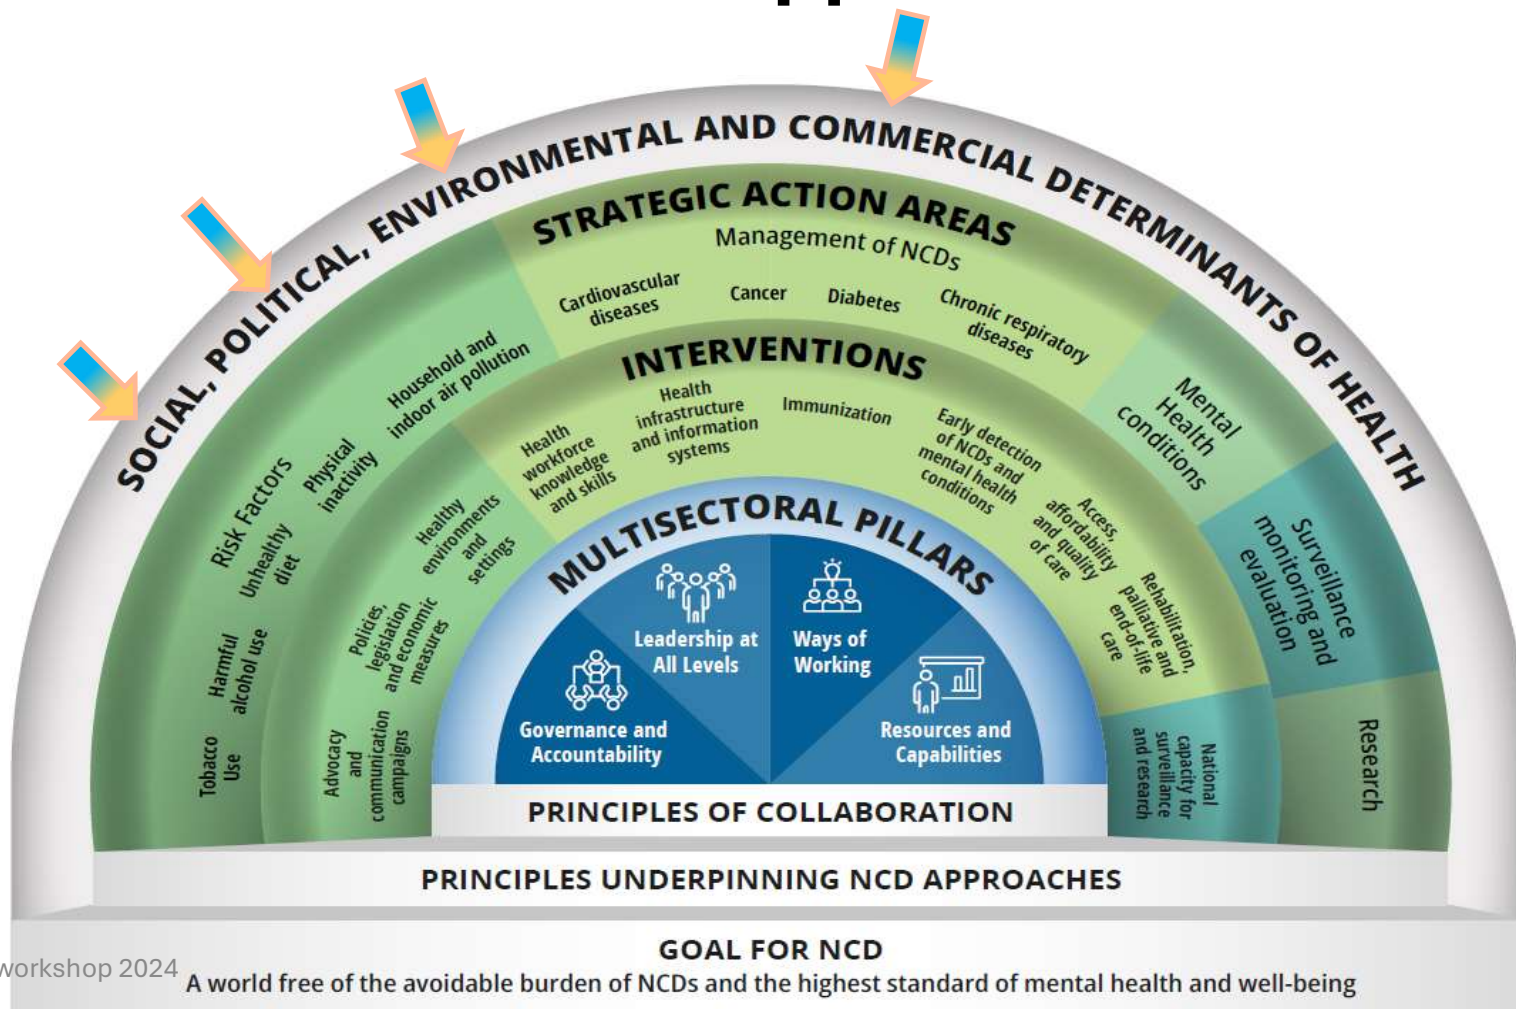 SOCIAL, POLITICAL, ENVIRONMENTAL AND COMMERCIAL DETERMINANTS OF HEALTH
STRATEGIC ACTION AREAS
Management of NCDs
Cardiovascular
diseases
Cancer
Diabetes
Chronic respiratory
diseases
Mental
Health
conditions
Surveillance
monitoring and
evaluation
Research
Risk Factors
Household and
indoor air pollution
Physical
inactivity
Unhealthy
diet
Harmful
alcohol use
Tobacco
Use
INTERVENTIONS
Health
workforce
knowledge
and skills
Health
infrastructure
and information
systems
Immunization
Early detection
of NCDs and
mental health
conditions
Access,
affordability
and quality
of care
Rehabilitation,
palliative and
end-of-life
care
National
capacity for
surveillance
and research
Healthy
environments
and
settings
Policies,
legislation
and economic
measures
Advocacy
and
communication
campaigns
MULTISECTORAL PILLARS
Leadership at
All Levels
Ways of
Working
Governance and
Accountability
Resources and
Capabilities
PRINCIPLES OF COLLABORATION
PRINCIPLES UNDERPINNING NCD APPROACHES
GOAL FOR NCD
workshop 2024
A world free of the avoidable burden of NCDs and the highest standard of mental health and well-being